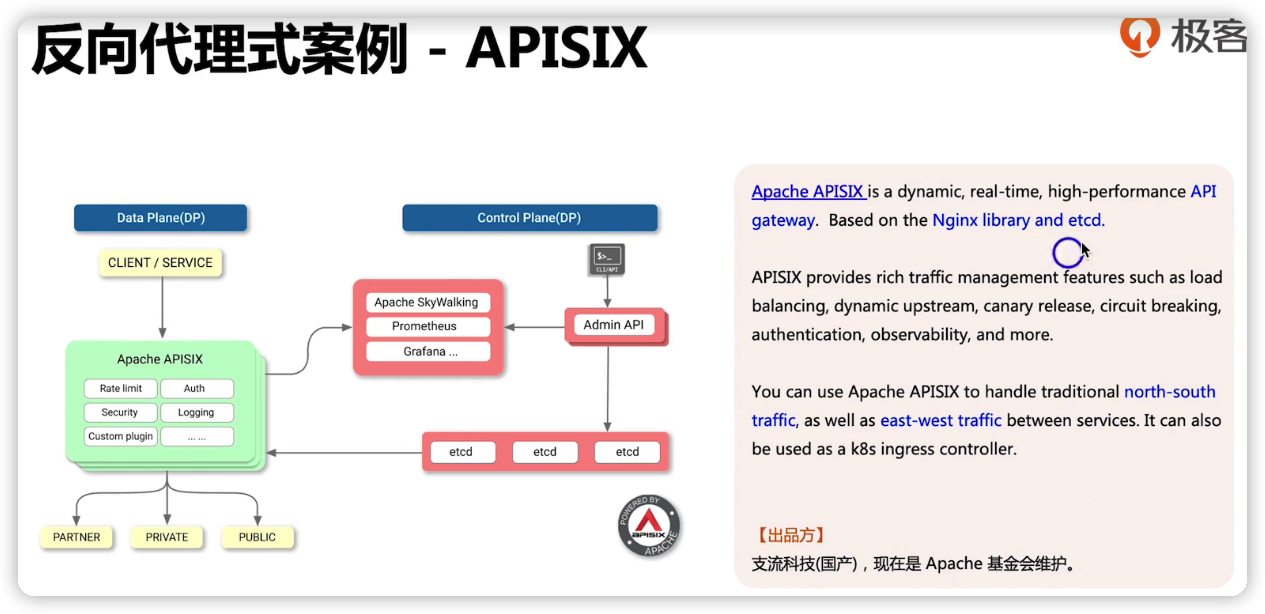 反向代理式案例 - APISIX
极客
Data Plane(DP)
Control Plane(DP)
CLIENT / SERVICE
$>_
CLI/API
Apache SkyWalking
Prometheus
Grafana ...
Admin API
Apache APISIX
Rate limit
Auth
Security
Logging
Custom plugin
... ...
etcd
etcd
etcd
PARTNER
PRIVATE
PUBLIC
POWERED BY
APISIX
APACHE
Apache APISIX is a dynamic, real-time, high-performance API
gateway. Based on the Nginx library and etcd.
APISIX provides rich traffic management features such as load
balancing, dynamic upstream, canary release, circuit breaking,
authentication, observability, and more.
You can use Apache APISIX to handle traditional north-south
traffic, as well as east-west traffic between services. It can also
be used as a k8s ingress controller.
【出品方】
支流科技(国产)，现在是 Apache 基金会维护。